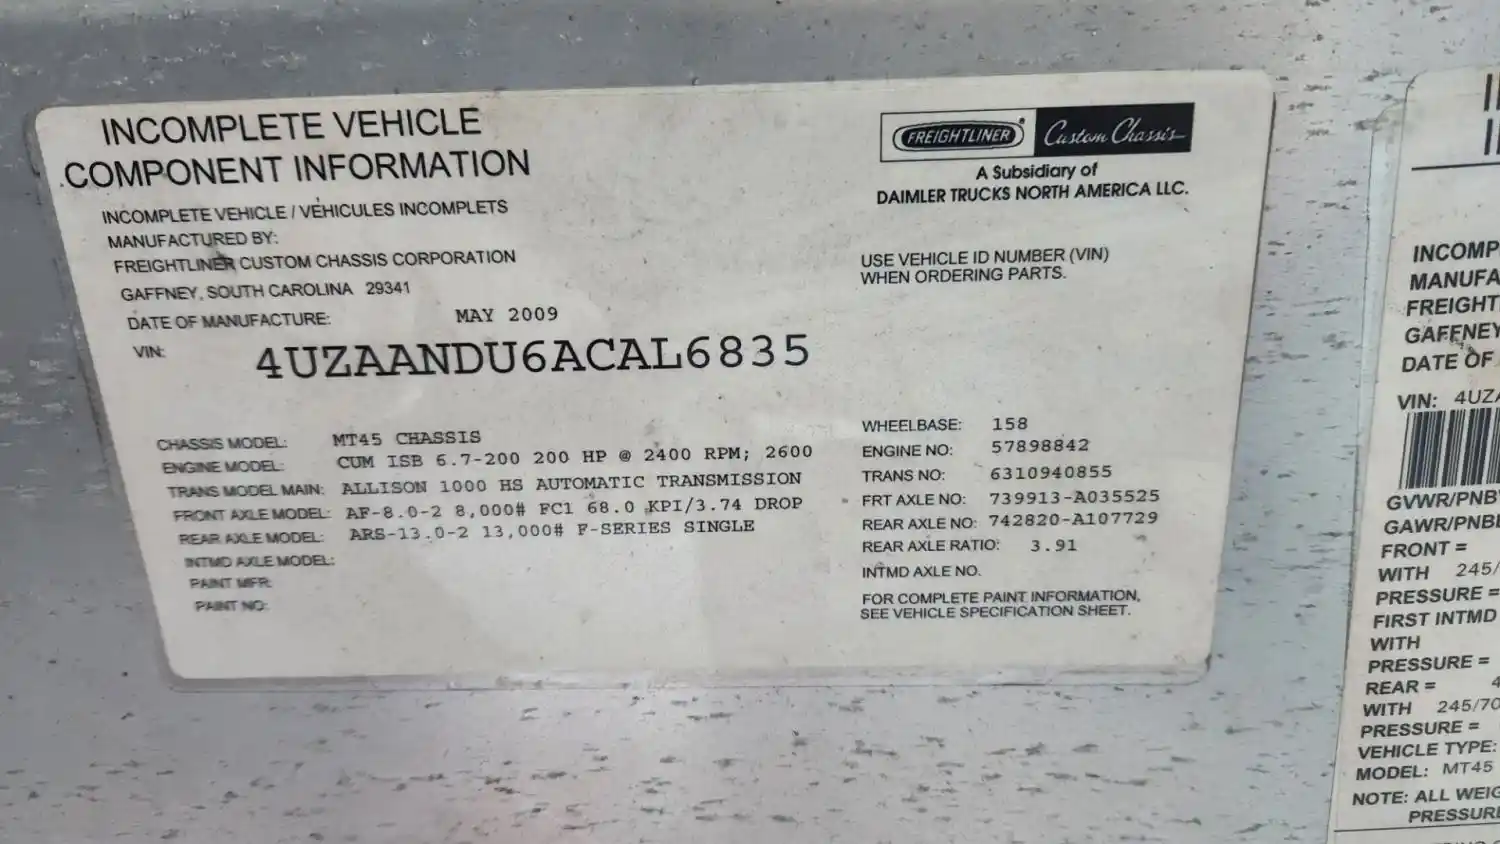 INCOMPLETE VEHICLE
COMPONENT INFORMATION
INCOMPLETE VEHICLE / VÉHICULES INCOMPLETS
MANUFACTURED BY:
FREIGHTLINER CUSTOM CHASSIS CORPORATION
GAFFNEY, SOUTH CAROLINA 29341
DATE OF MANUFACTURE: MAY 2009
VIN: 4UZAANDU6ACAL6835
CHASSIS MODEL: MT45 CHASSIS
ENGINE MODEL: CUM ISB 6.7-200 200 HP @ 2400 RPM; 2600
TRANS MODEL MAIN: ALLISON 1000 HS AUTOMATIC TRANSMISSION
FRONT AXLE MODEL: AF-8.0-2 8,000# FC1 68.0 KPI/3.74 DROP
REAR AXLE MODEL: ARS-13.0-2 13,000# F-SERIES SINGLE
INTMD AXLE MODEL:
PAINT MFR:
PAINT NO:
FREIGHTLINER® Custom Chassis
A Subsidiary of
DAIMLER TRUCKS NORTH AMERICA LLC.
USE VEHICLE ID NUMBER (VIN)
WHEN ORDERING PARTS.
WHEELBASE: 158
ENGINE NO: 57898842
TRANS NO: 6310940855
FRT AXLE NO: 739913-A035525
REAR AXLE NO: 742820-A107729
REAR AXLE RATIO: 3.91
INTMD AXLE NO.
FOR COMPLETE PAINT INFORMATION,
SEE VEHICLE SPECIFICATION SHEET.
INCOMP
MANUFA
FREIGHT
GAFFNEY
DATE OF
VIN: 4UZA
GVWR/PNB
GAWR/PNB
FRONT =
WITH 245/
PRESSURE =
FIRST INTMD
WITH
PRESSURE =
REAR = 4
WITH 245/70
PRESSURE =
VEHICLE TYPE:
MODEL: MT45
NOTE: ALL WEIG
PRESSUR